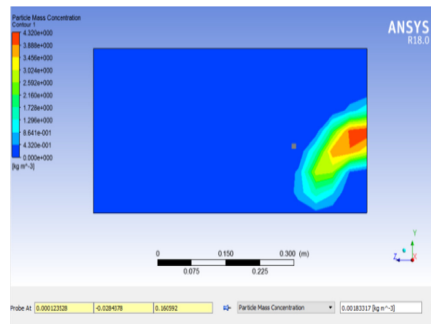 Particle Mass Concentration
Contour 1
4.320e+000
3.888e+000
3.456e+000
3.024e+000
2.592e+000
2.160e+000
1.728e+000
1.296e+000
8.641e-001
4.320e-001
0.000e+000
[kg m^-3]
ANSYS
R18.0
0 0.150 0.300 (m)
0.075 0.225
Y
Z X
Probe At 0.000123528 -0.0284078 0.160592 Particle Mass Concentration 0.00183317 [kg m^-3]